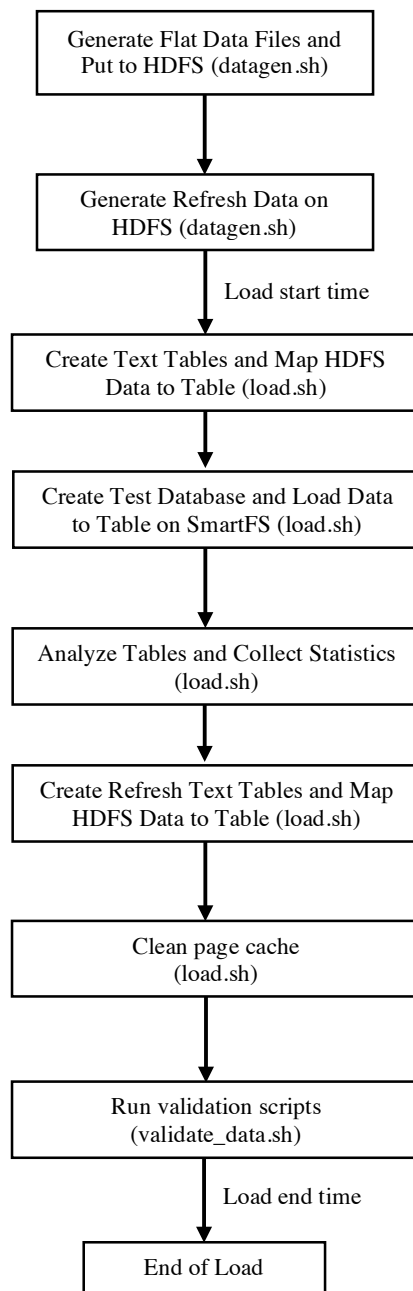 Generate Flat Data Files and
Put to HDFS (datagen.sh)
Generate Refresh Data on
HDFS (datagen.sh)
Load start time
Create Text Tables and Map HDFS
Data to Table (load.sh)
Create Test Database and Load Data
to Table on SmartFS (load.sh)
Analyze Tables and Collect Statistics
(load.sh)
Create Refresh Text Tables and Map
HDFS Data to Table (load.sh)
Clean page cache
(load.sh)
Run validation scripts
(validate_data.sh)
Load end time
End of Load